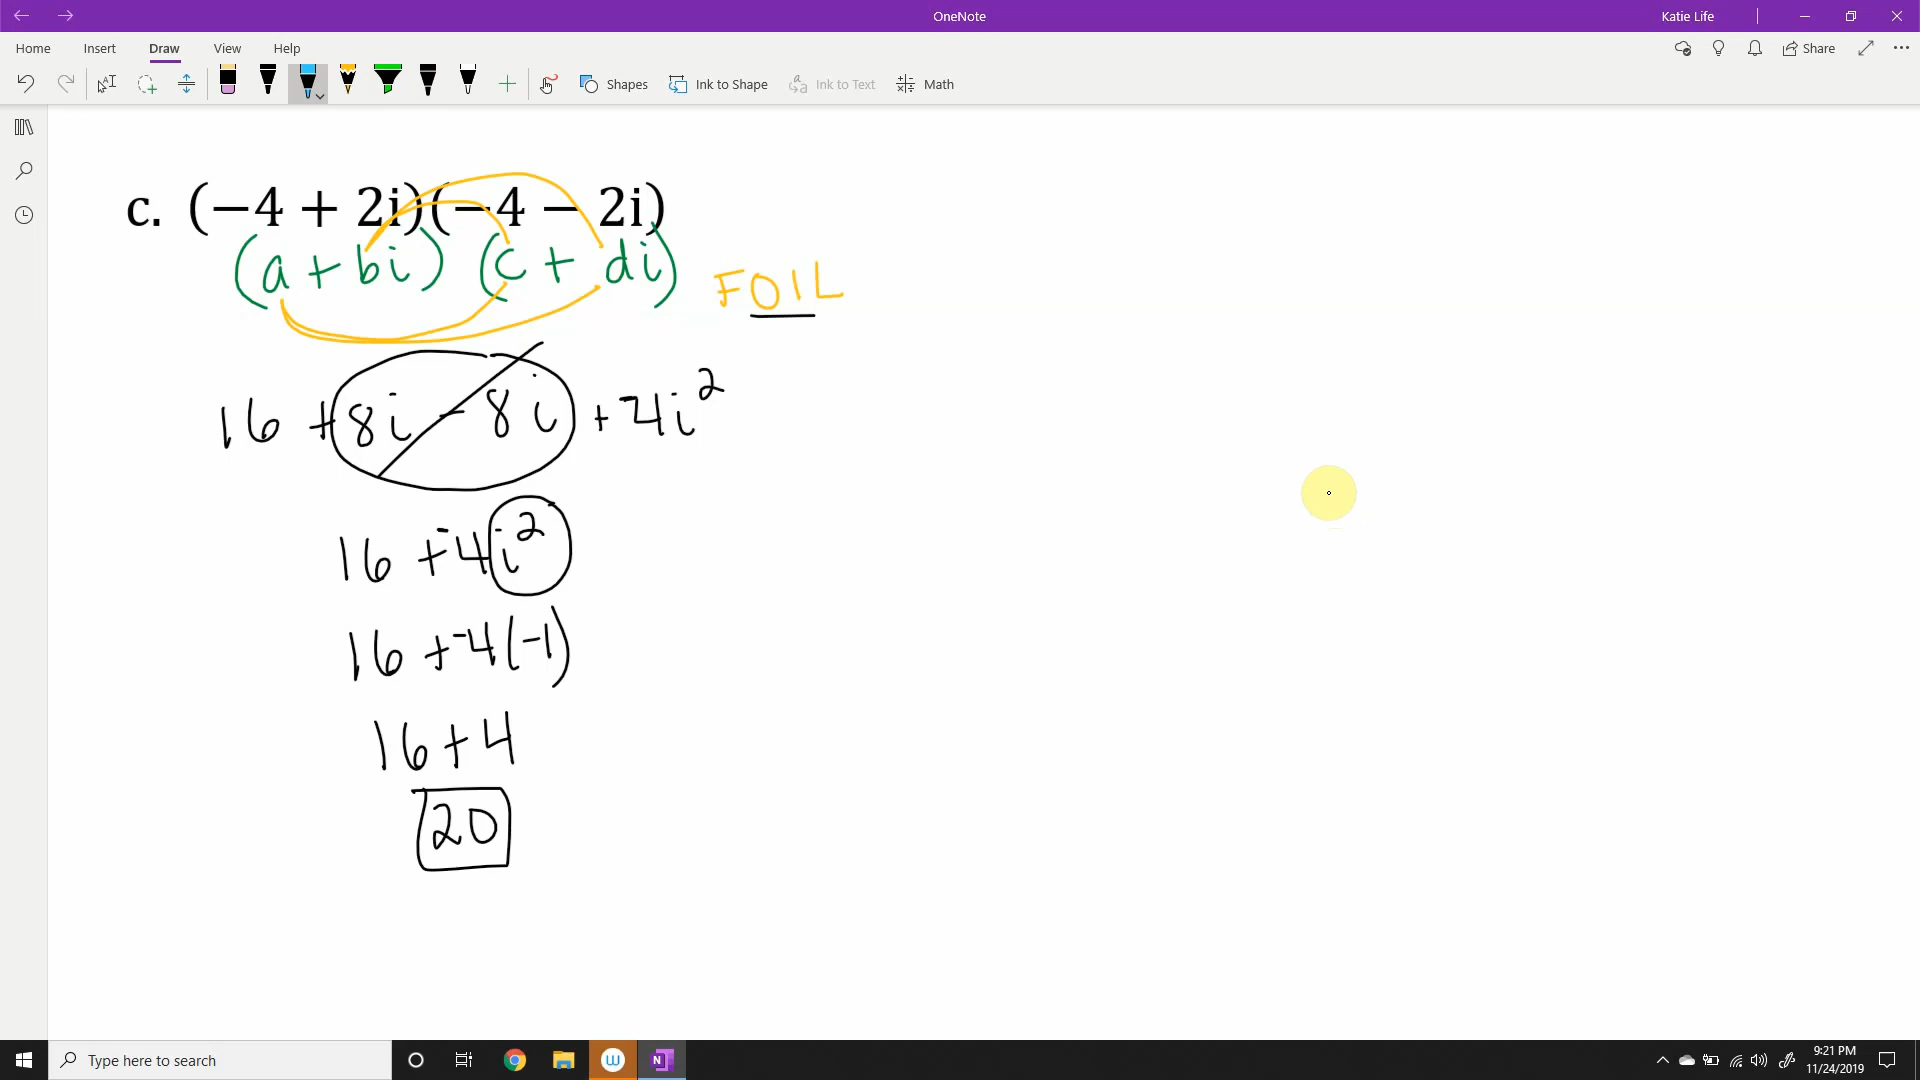 OneNote
Katie Life
Home Insert Draw View Help
Share
Shapes Ink to Shape Ink to Text Math
c. (−4 + 2i)(−4 − 2i)
(a + bi) (c + di)
FOIL
16 + 8i − 8i + ⁻4i²
16 + ⁻4i²
16 + ⁻4(−1)
16 + 4
20
Type here to search
9:21 PM
11/24/2019